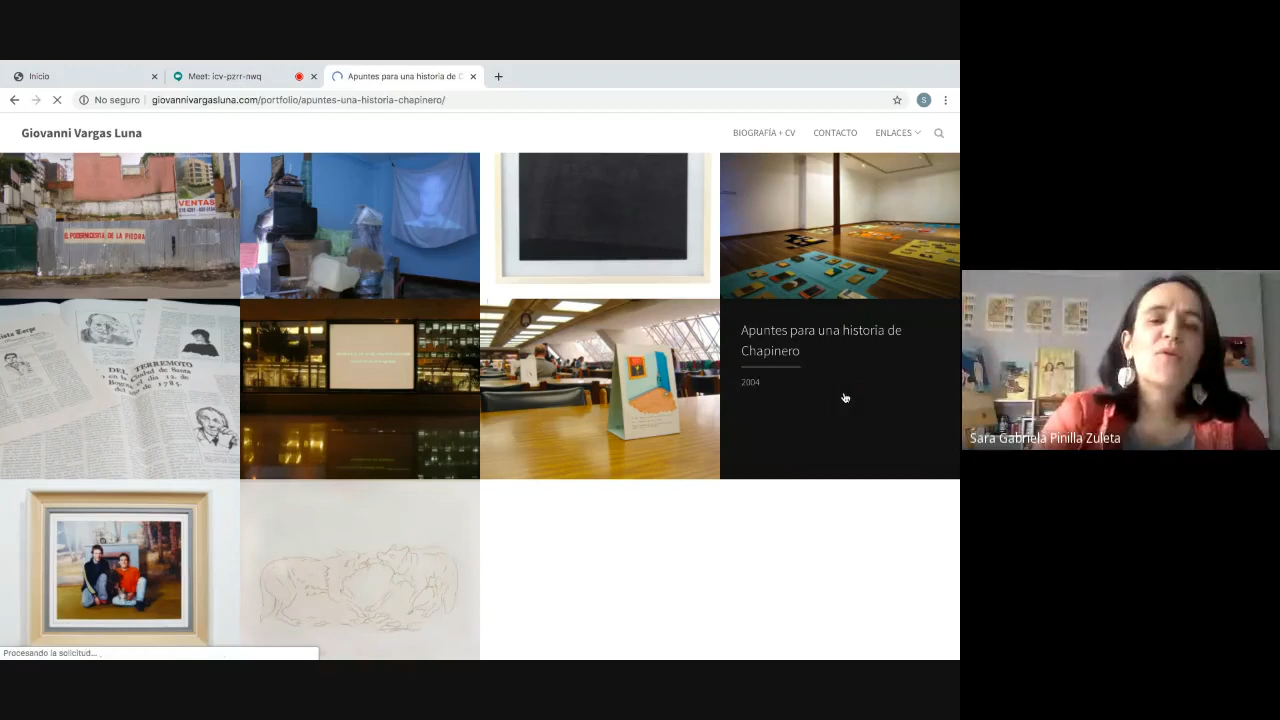 Inicio
Meet: icv-pzrr-nwq
Apuntes para una historia de C
No seguro
giovannivargasluna.com/portfolio/apuntes-una-historia-chapinero/
S
Giovanni Vargas Luna
BIOGRAFÍA + CV
CONTACTO
ENLACES
VENTAS
EL PODERNICESITA DE LA PIEDRA
DEL TERREMOTO
Apuntes para una historia de
Chapinero
2004
Sara Gabriela Pinilla Zuleta
Procesando la solicitud...